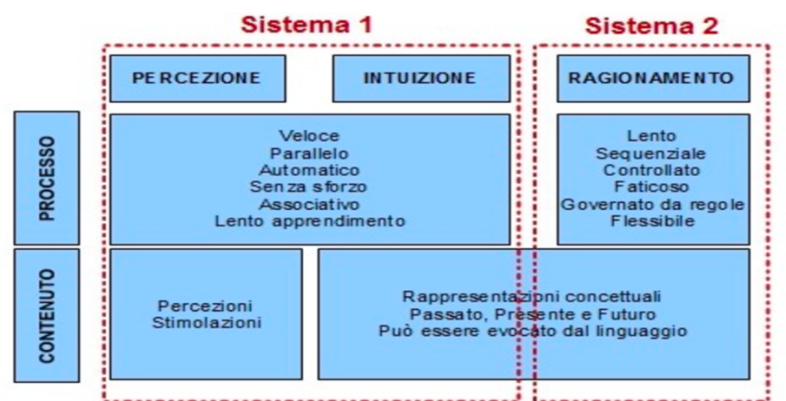 Sistema 1
Sistema 2
PERCEZIONE
INTUIZIONE
RAGIONAMENTO
PROCESSO
Veloce
Parallelo
Automatico
Senza sforzo
Associativo
Lento apprendimento
Lento
Sequenziale
Controllato
Faticoso
Governato da regole
Flessibile
CONTENUTO
Percezioni
Stimolazioni
Rappresentazioni concettuali
Passato, Presente e Futuro
Può essere evocato dal linguaggio